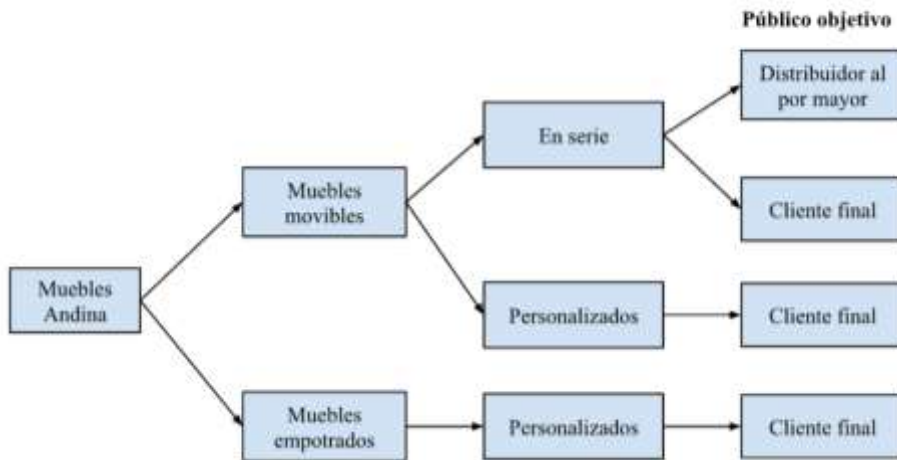 Público objetivo
Distribuidor al
por mayor
En serie
Muebles
movibles
Cliente final
Muebles
Andina
Personalizados
Cliente final
Muebles
empotrados
Personalizados
Cliente final